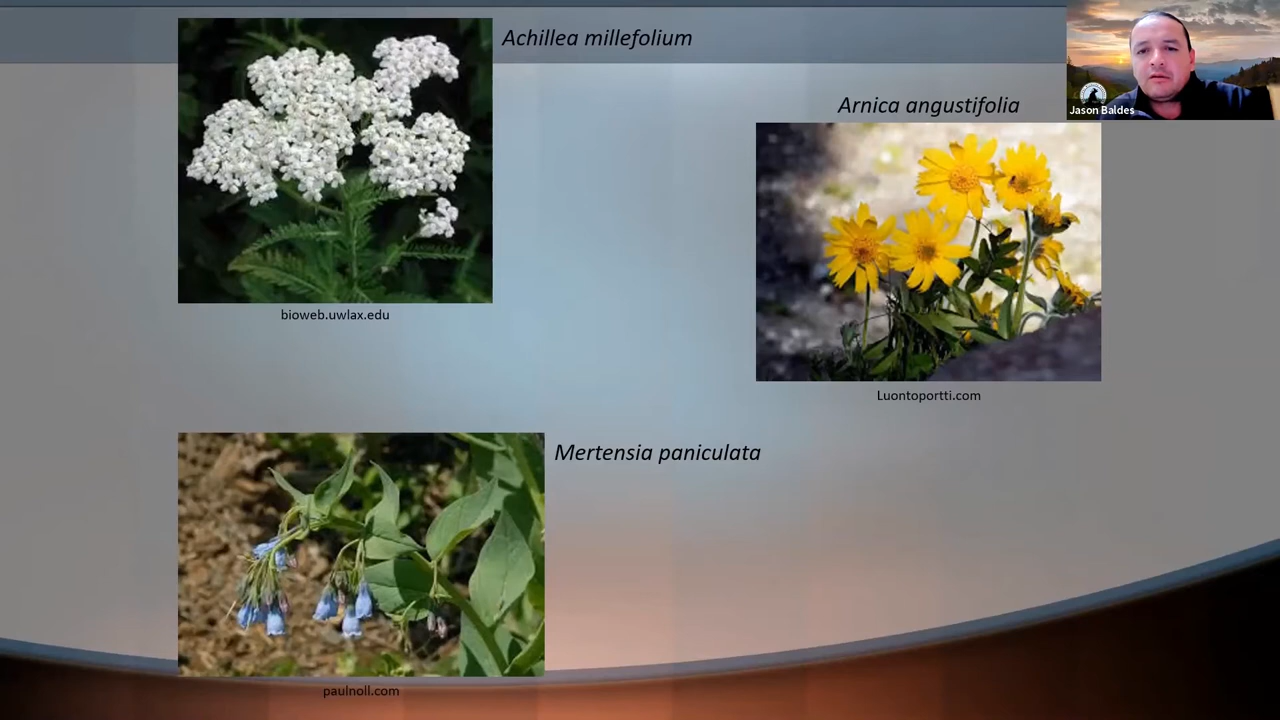 Achillea millefolium
Jason Baldes
Arnica angustifolia
bioweb.uwlax.edu
Luontoportti.com
Mertensia paniculata
paulnoll.com